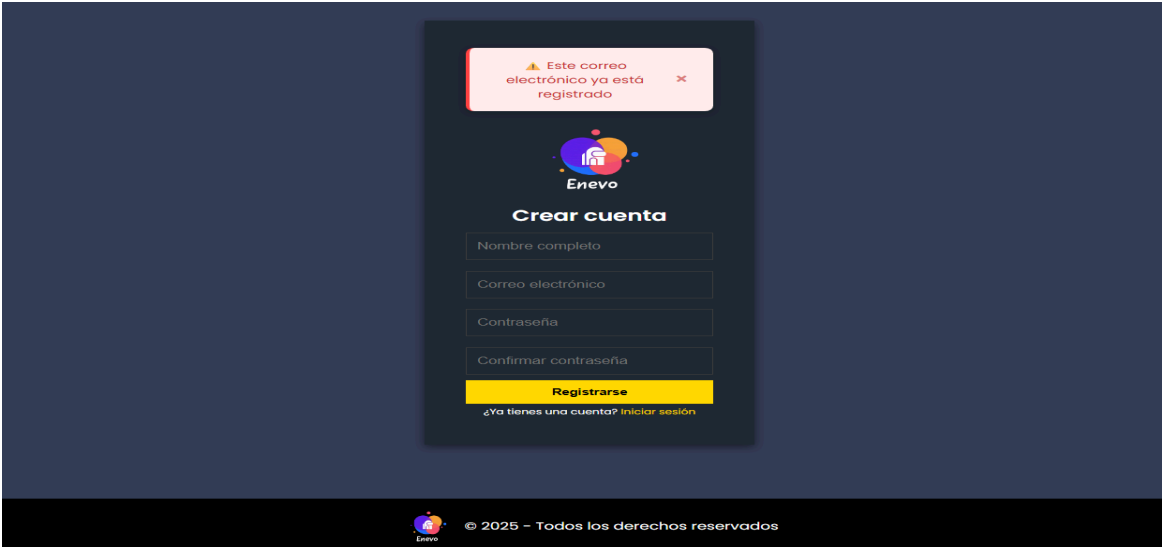 ⚠️ Este correo
electrónico ya está
registrado
×
Enevo
Crear cuenta
Nombre completo
Correo electrónico
Contraseña
Confirmar contraseña
Registrarse
¿Ya tienes una cuenta? Iniciar sesión
Enevo
© 2025 - Todos los derechos reservados